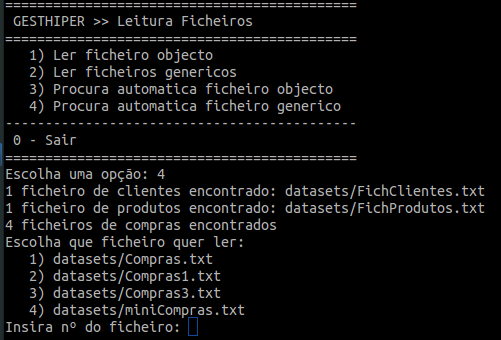 ============================================
GESTHIPER >> Leitura Ficheiros
============================================
1) Ler ficheiro objecto
2) Ler ficheiros genericos
3) Procura automatica ficheiro objecto
4) Procura automatica ficheiro generico
--------------------------------------------
0 - Sair
============================================
Escolha uma opção: 4
1 ficheiro de clientes encontrado: datasets/FichClientes.txt
1 ficheiro de produtos encontrado: datasets/FichProdutos.txt
4 ficheiros de compras encontrados
Escolha que ficheiro quer ler:
1) datasets/Compras.txt
2) datasets/Compras1.txt
3) datasets/Compras3.txt
4) datasets/miniCompras.txt
Insira nº do ficheiro: